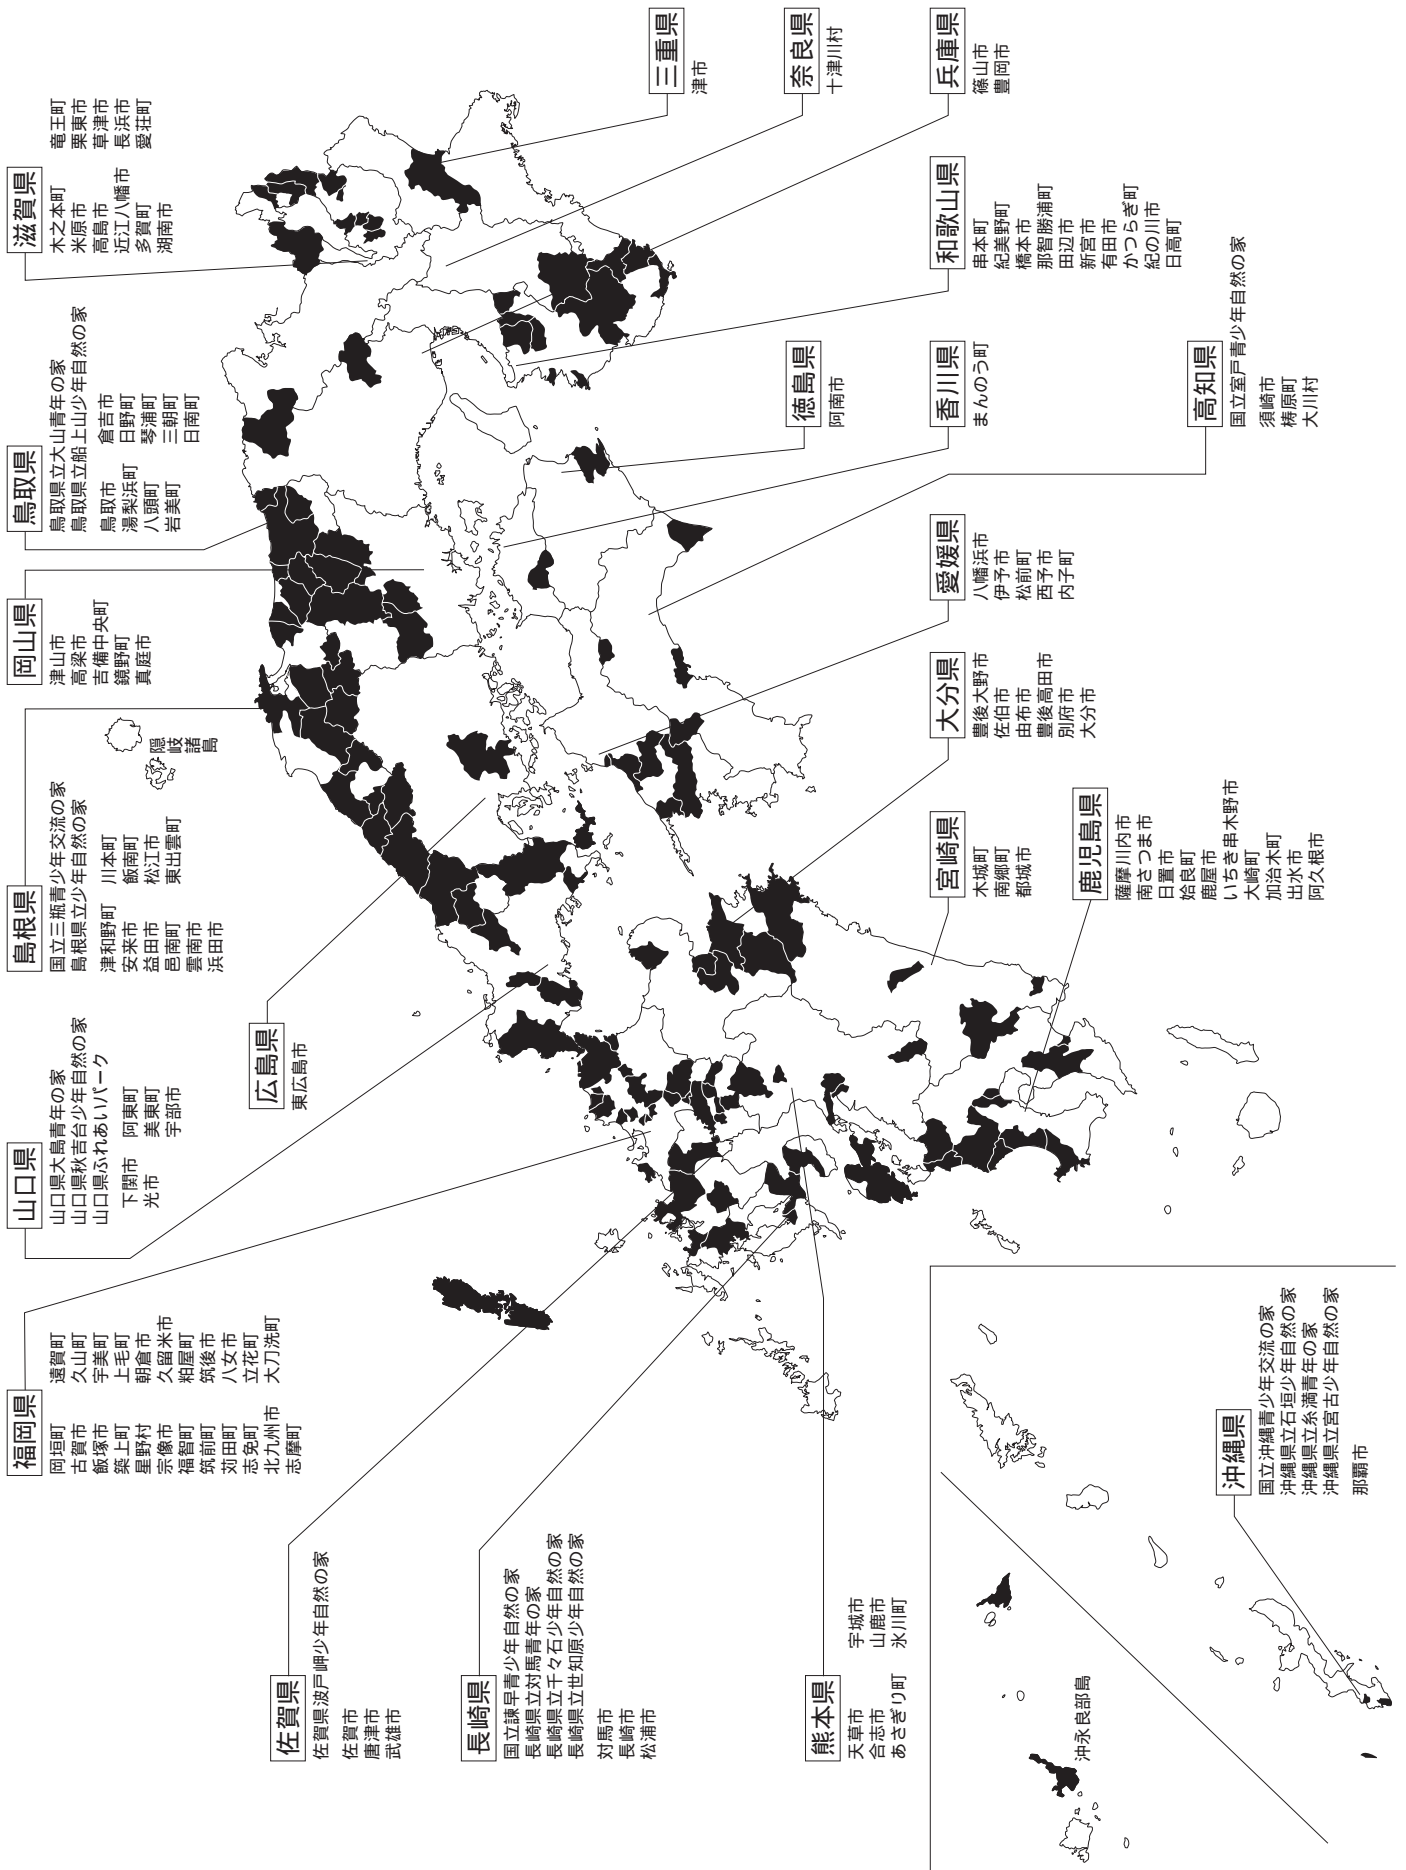 福岡県
岡垣町 遠賀町
古賀市 久山町
飯塚市 宇美町
築上町 上毛町
星野村 朝倉市
宗像市 久留米市
福智町 粕屋町
筑前町 筑後市
苅田町 八女市
志免町 立花町
北九州市 大刀洗町
志摩町
山口県
山口県大島青年の家
山口県秋吉台少年自然の家
山口県ふれあいパーク
下関市 阿東町
光市 美東町
宇部市
島根県
国立三瓶青少年交流の家
島根県立少年自然の家
津和野町 川本町
安来市 飯南町
益田市 松江市
邑南町 東出雲町
雲南市
浜田市
隠岐諸島
岡山県
津山市
高梁市
吉備中央町
鏡野町
真庭市
鳥取県
鳥取県立大山青年の家
鳥取県立船上山少年自然の家
鳥取市 倉吉市
湯梨浜町 日野町
八頭町 琴浦町
岩美町 三朝町
日南町
滋賀県
木之本町 竜王町
米原市 栗東市
高島市 草津市
近江八幡市 長浜市
多賀町 愛荘町
湖南市
広島県
東広島市
三重県
津市
奈良県
十津川村
兵庫県
篠山市
豊岡市
和歌山県
串本町
紀美野町
橋本市
那智勝浦町
田辺市
新宮市
有田市
かつらぎ町
紀の川市
日高町
徳島県
阿南市
香川県
まんのう町
高知県
国立室戸青少年自然の家
須崎市
梼原町
大川村
愛媛県
八幡浜市
伊予市
松前町
西予市
内子町
大分県
豊後大野市
佐伯市
由布市
豊後高田市
別府市
大分市
宮崎県
木城町
南郷町
都城市
鹿児島県
薩摩川内市
南さつま市
日置市
姶良町
鹿屋市
いちき串木野市
大崎町
加治木町
出水市
阿久根市
佐賀県
佐賀県波戸岬少年自然の家
佐賀市
唐津市
武雄市
長崎県
国立諫早青少年自然の家
長崎県立対馬青年の家
長崎県立千々石少年自然の家
長崎県立世知原少年自然の家
対馬市
長崎市
松浦市
熊本県
天草市 宇城市
合志市 山鹿市
あさぎり町 氷川町
沖縄県
国立沖縄青少年交流の家
沖縄県立石垣少年自然の家
沖縄県立糸満青年の家
沖縄県立宮古少年自然の家
那覇市
沖永良部島